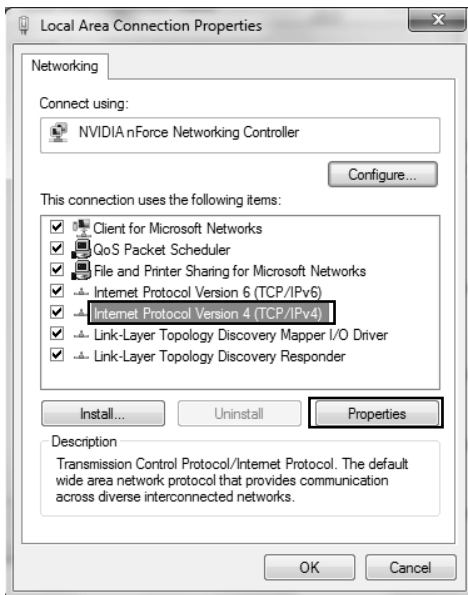 Local Area Connection Properties
Networking
Connect using:
NVIDIA nForce Networking Controller
Configure...
This connection uses the following items:
Client for Microsoft Networks
QoS Packet Scheduler
File and Printer Sharing for Microsoft Networks
Internet Protocol Version 6 (TCP/IPv6)
Internet Protocol Version 4 (TCP/IPv4)
Link-Layer Topology Discovery Mapper I/O Driver
Link-Layer Topology Discovery Responder
Install...
Uninstall
Properties
Description
Transmission Control Protocol/Internet Protocol. The default
wide area network protocol that provides communication
across diverse interconnected networks.
OK
Cancel